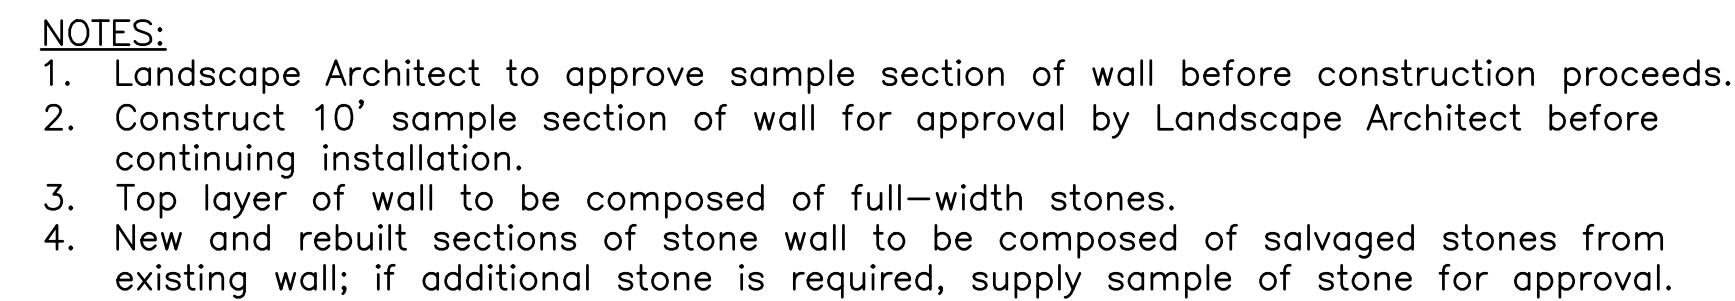 NOTES:
1. Landscape Architect to approve sample section of wall before construction proceeds.
2. Construct 10' sample section of wall for approval by Landscape Architect before
continuing installation.
3. Top layer of wall to be composed of full-width stones.
4. New and rebuilt sections of stone wall to be composed of salvaged stones from
existing wall; if additional stone is required, supply sample of stone for approval.